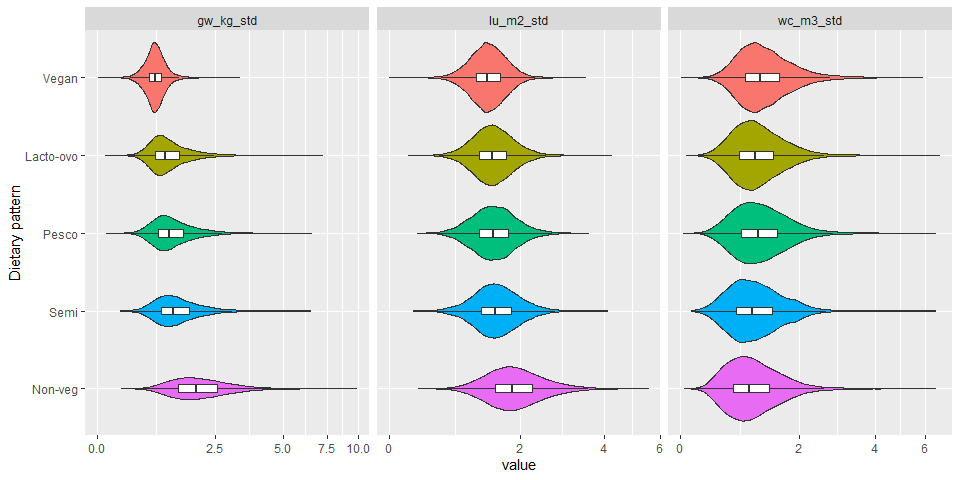 gw_kg_std lu_m2_std wc_m3_std
Dietary pattern
Vegan
Lacto-ovo
Pesco
Semi
Non-veg
0.0 2.5 5.0 7.5 10.0 0 2 4 6 0 2 4 6
value